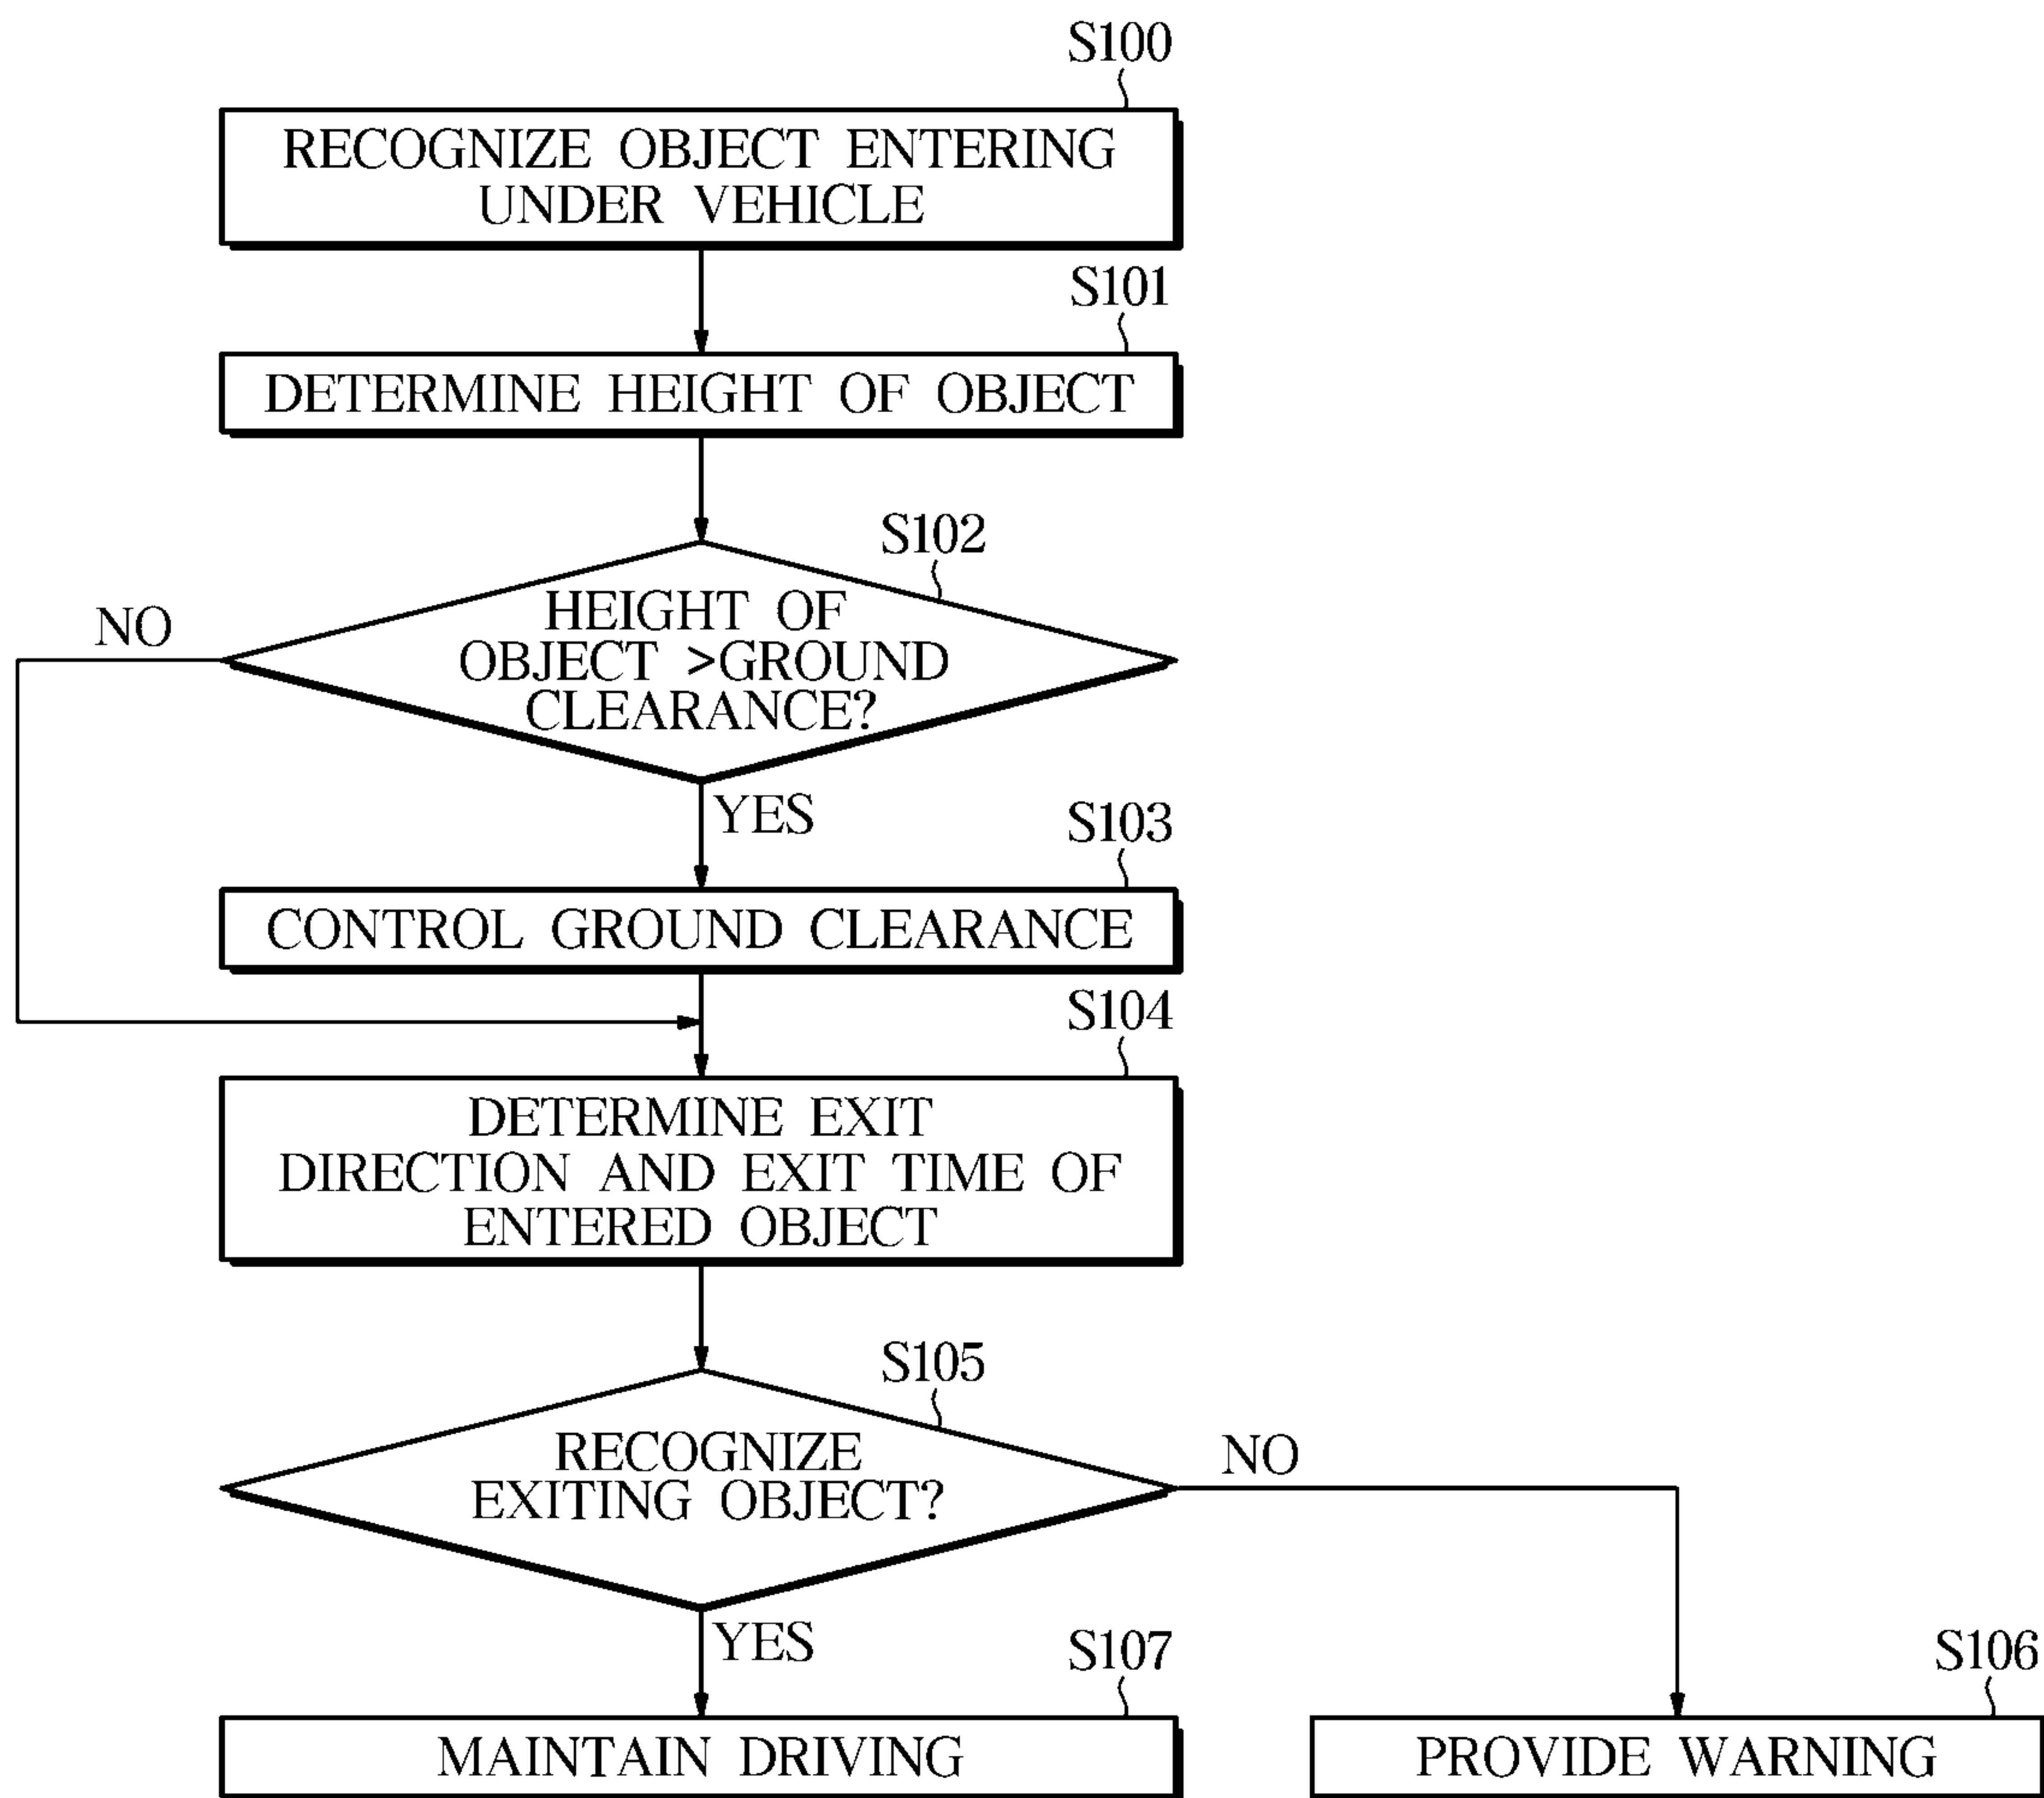 S100
RECOGNIZE OBJECT ENTERING
UNDER VEHICLE
S101
DETERMINE HEIGHT OF OBJECT
S102
HEIGHT OF
OBJECT >GROUND
CLEARANCE?
NO
YES
S103
CONTROL GROUND CLEARANCE
S104
DETERMINE EXIT
DIRECTION AND EXIT TIME OF
ENTERED OBJECT
S105
RECOGNIZE
EXITING OBJECT?
NO
YES
S107
MAINTAIN DRIVING
S106
PROVIDE WARNING